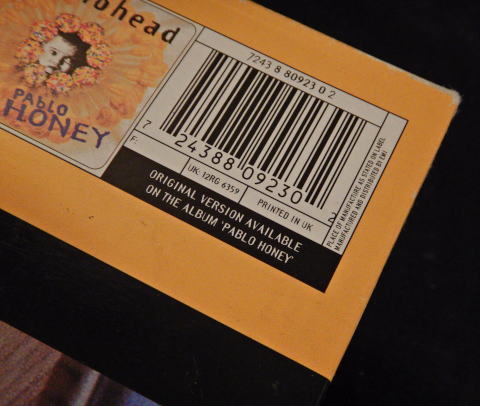 ohead
PABLO
HONEY
7243 8 80923 0 2
7 24388 09230 2
F:
UK: 12RG 6359
PRINTED IN UK
PLACE OF MANUFACTURE AS STATED ON LABEL
MANUFACTURED AND DISTRIBUTED BY EMI
ORIGINAL VERSION AVAILABLE
ON THE ALBUM 'PABLO HONEY'